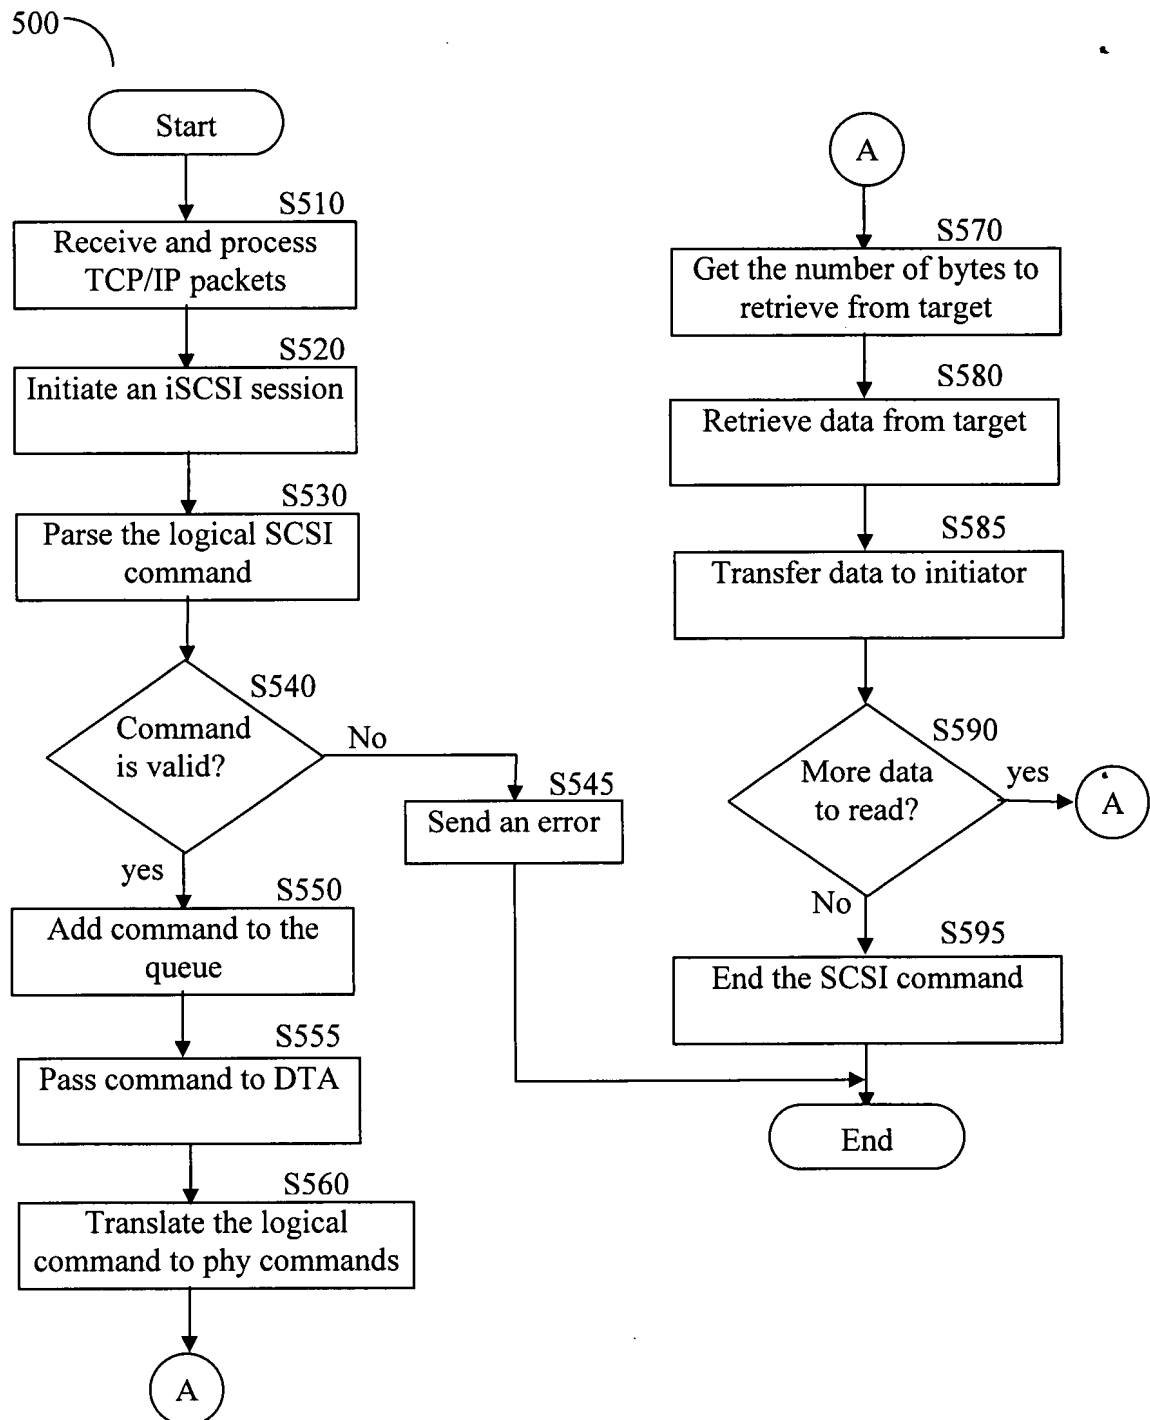 500
Start
S510
Receive and process
TCP/IP packets
S520
Initiate an iSCSI session
S530
Parse the logical SCSI
command
S540
Command
is valid?
No
S545
Send an error
yes
S550
Add command to the
queue
S555
Pass command to DTA
S560
Translate the logical
command to phy commands
A
A
S570
Get the number of bytes to
retrieve from target
S580
Retrieve data from target
S585
Transfer data to initiator
S590
More data
to read?
yes
A
No
S595
End the SCSI command
End